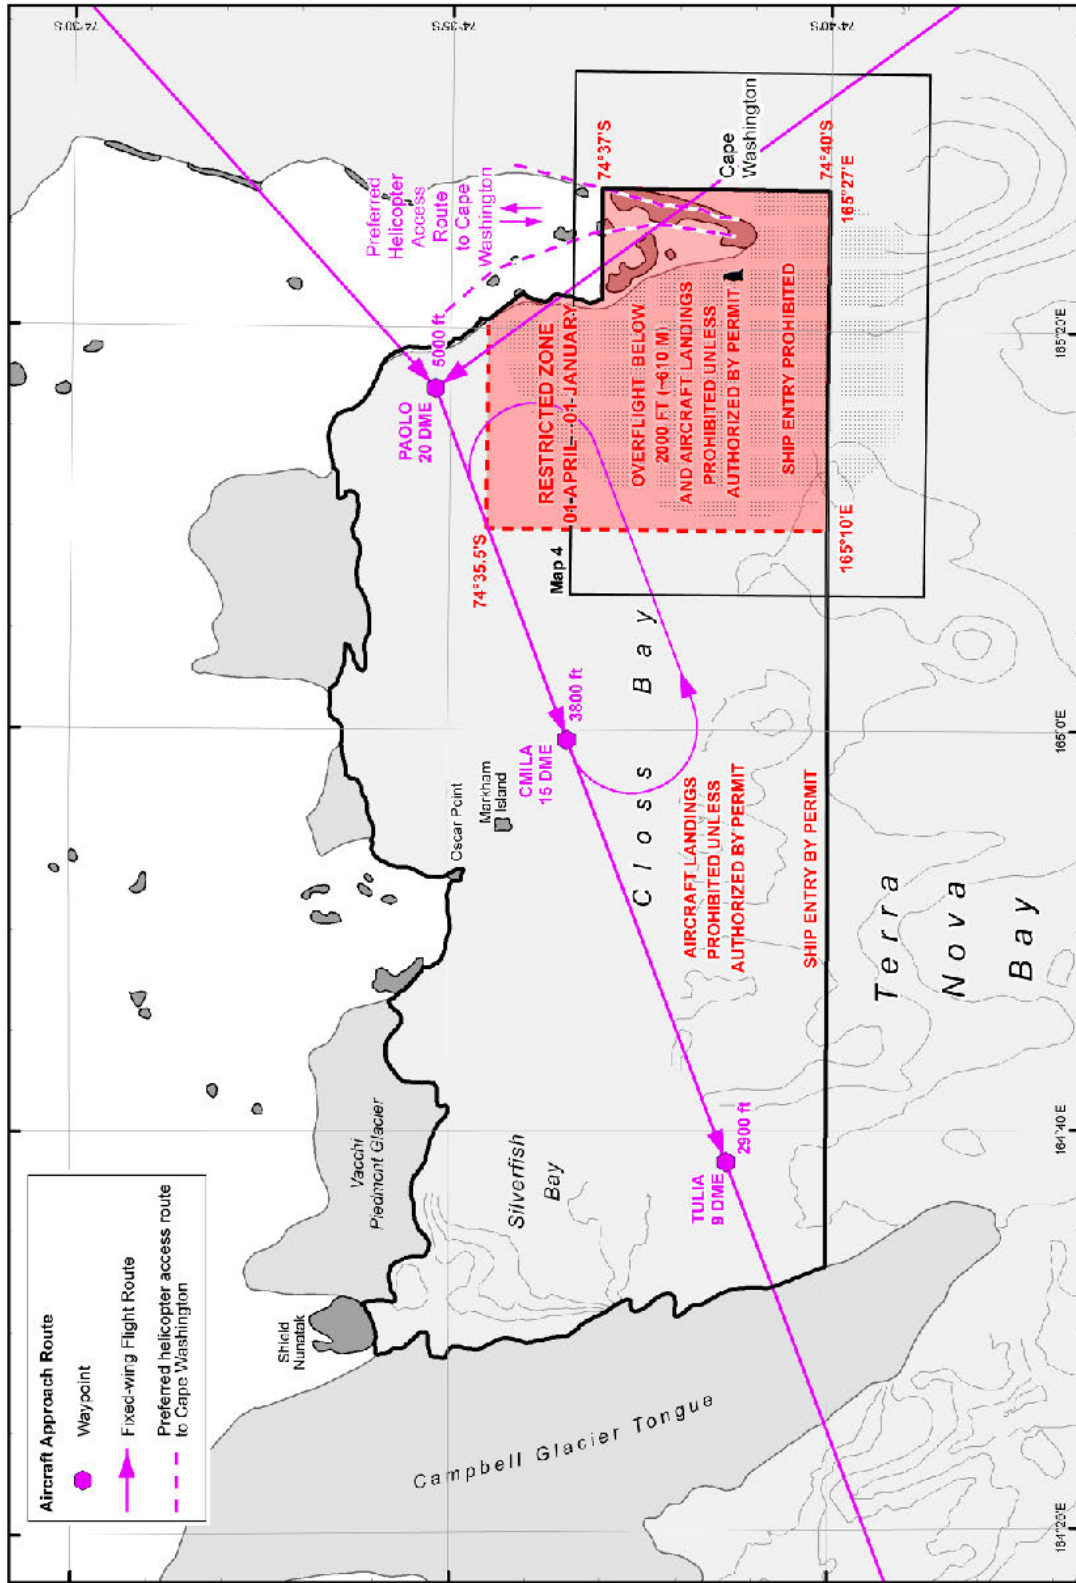 Aircraft Approach Route
Waypoint
Fixed-wing Flight Route
Preferred helicopter access route
to Cape Washington
Shield
Nunatak
Vacchi
Piedmont Glacier
Campbell Glacier Tongue
Silverfish
Bay
Oscar Point
Markham
Island
TULIA
9 DME
2900 ft
CMILA
15 DME
3800 ft
PAOLO
20 DME
5000 ft
Preferred
Helicopter
Access
Route
to Cape
Washington
Closs Bay
Map 4
74°35.5'S
RESTRICTED ZONE
01-APRIL - 01-JANUARY
OVERFLIGHT BELOW
2000 FT (~610 M)
AND AIRCRAFT LANDINGS
PROHIBITED UNLESS
AUTHORIZED BY PERMIT
SHIP ENTRY PROHIBITED
74°37'S
Cape
Washington
74°40'S
165°27'E
165°10'E
AIRCRAFT LANDINGS
PROHIBITED UNLESS
AUTHORIZED BY PERMIT
SHIP ENTRY BY PERMIT
Terra
Nova
Bay
74°30'S
74°35'S
74°40'S
164°40'E
165°0'E
165°20'E